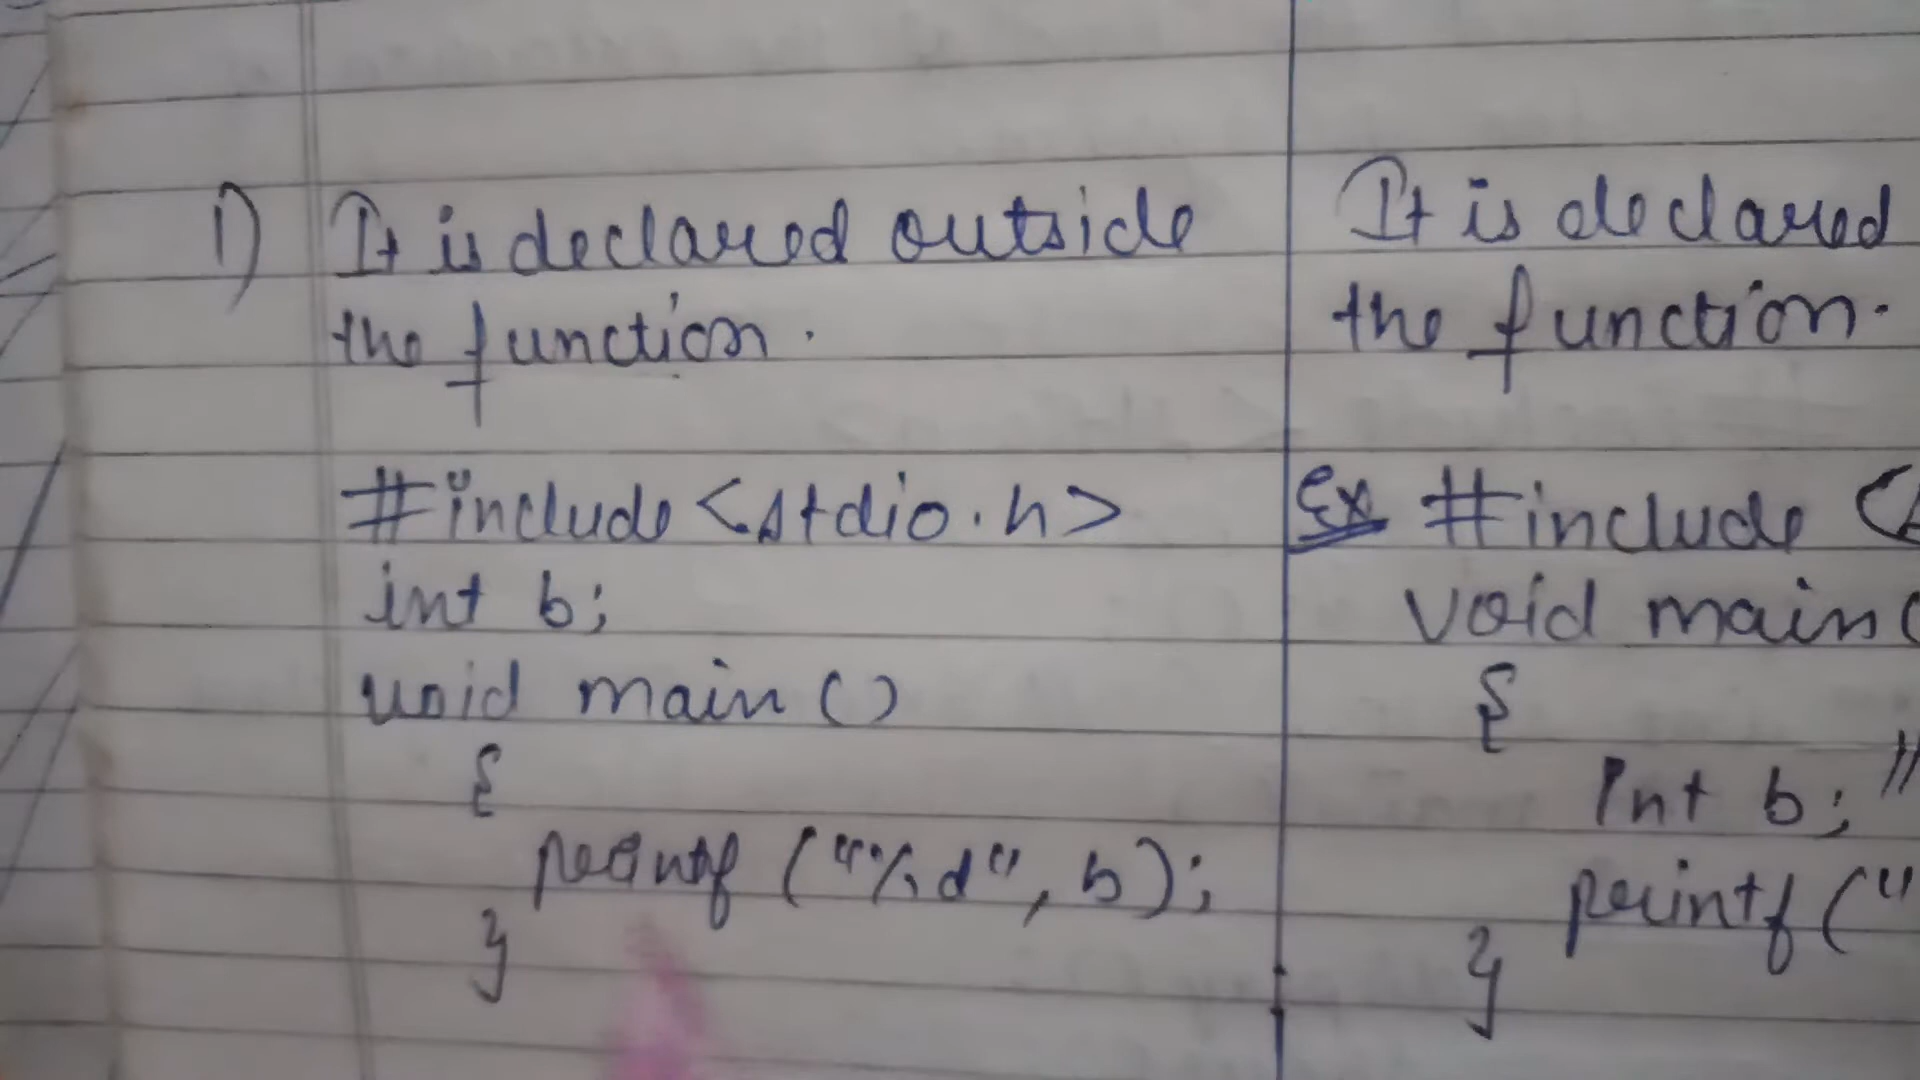 1) It is declared outside
the function.
#include <stdio.h>
int b;
void main ()
{
printf ("%d", b);
}
It is declared
the function.
Ex #include <
void main (
{
Int b; //
printf ("
}